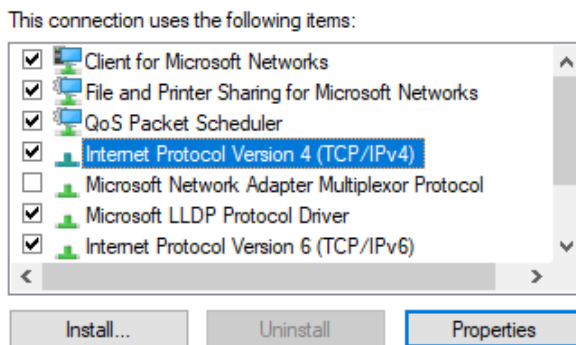 This connection uses the following items:
Client for Microsoft Networks
File and Printer Sharing for Microsoft Networks
QoS Packet Scheduler
Internet Protocol Version 4 (TCP/IPv4)
Microsoft Network Adapter Multiplexor Protocol
Microsoft LLDP Protocol Driver
Internet Protocol Version 6 (TCP/IPv6)
Install... Uninstall Properties